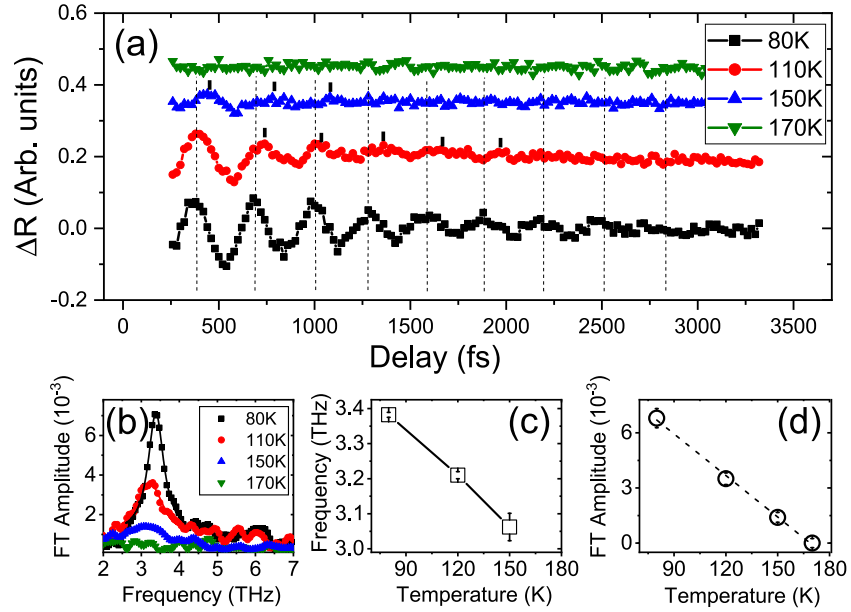 (a)
80K
110K
150K
170K
ΔR (Arb. units)
0.6
0.4
0.2
0.0
-0.2
0 500 1000 1500 2000 2500 3000 3500
Delay (fs)
(b)
80K
110K
150K
170K
FT Amplitude (10⁻³)
6
4
2
2 3 4 5 6 7
Frequency (THz)
(c)
Frequency (THz)
3.4
3.3
3.2
3.1
3.0
90 120 150 180
Temperature (K)
(d)
FT Amplitude (10⁻³)
6
3
0
90 120 150 180
Temperature (K)